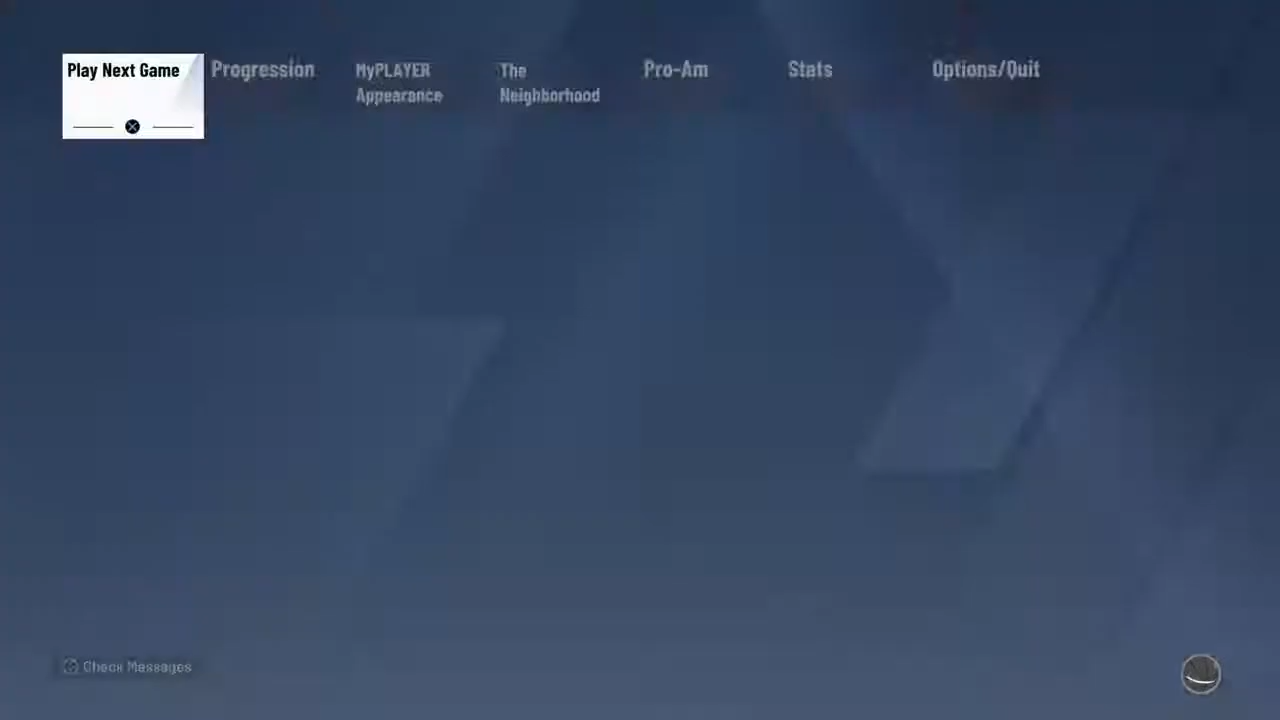 Play Next Game
Progression
MyPLAYER
Appearance
The
Neighborhood
Pro-Am
Stats
Options/Quit
Check Messages